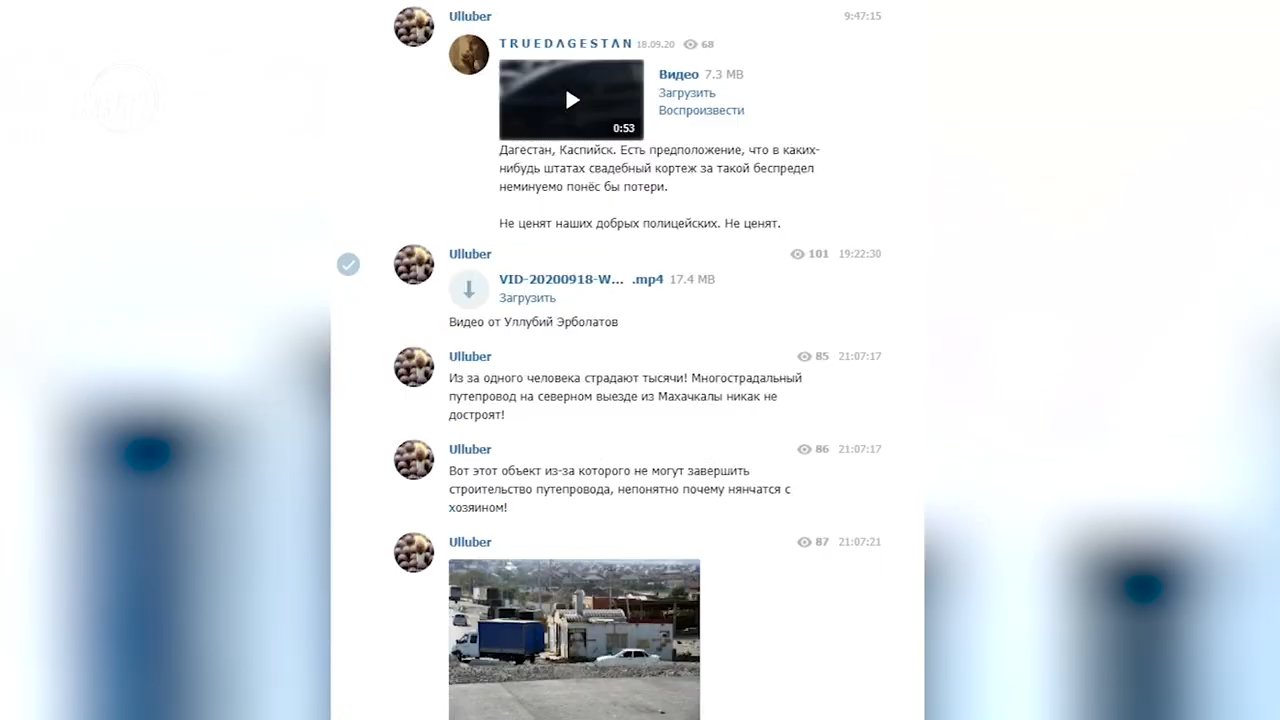 Ulluber 9:47:15
TRUEDΛGESTΛN 18.09.20 68
Видео 7.3 MB
Загрузить
Воспроизвести
0:53
Дагестан, Каспийск. Есть предположение, что в каких-
нибудь штатах свадебный кортеж за такой беспредел
неминуемо понёс бы потери.
Не ценят наших добрых полицейских. Не ценят.
Ulluber 101 19:22:30
VID-20200918-W... .mp4 17.4 MB
Загрузить
Видео от Уллубий Эрболатов
Ulluber 85 21:07:17
Из за одного человека страдают тысячи! Многострадальный
путепровод на северном выезде из Махачкалы никак не
достроят!
Ulluber 86 21:07:17
Вот этот объект из-за которого не могут завершить
строительство путепровода, непонятно почему нянчатся с
хозяином!
Ulluber 87 21:07:21